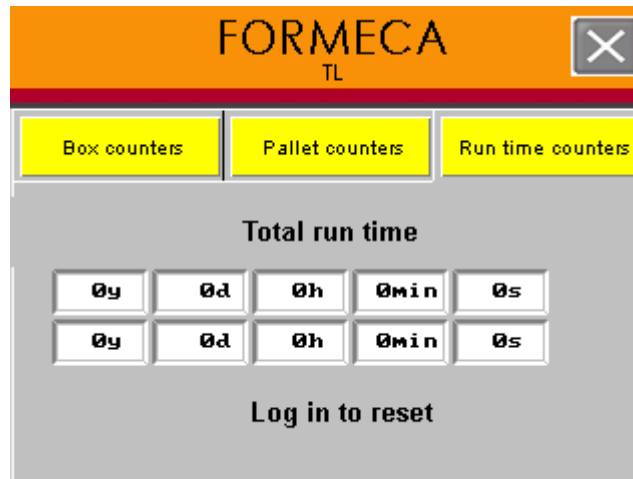 FORMECA
TL
Box counters Pallet counters Run time counters
Total run time
0y 0d 0h 0min 0s
0y 0d 0h 0min 0s
Log in to reset